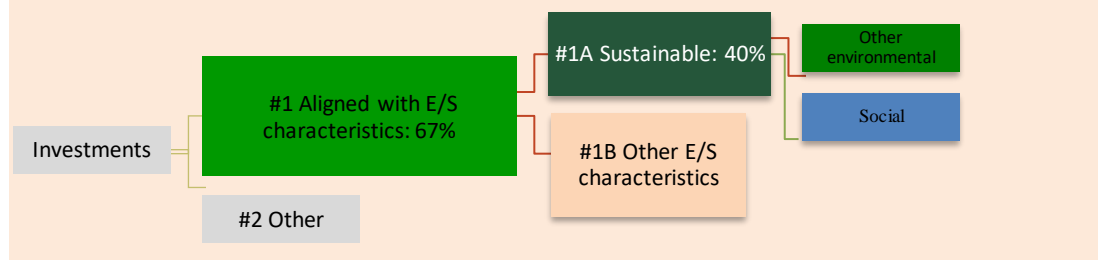 Investments
#1 Aligned with E/S
characteristics: 67%
#2 Other
#1A Sustainable: 40%
#1B Other E/S
characteristics
Other
environmental
Social